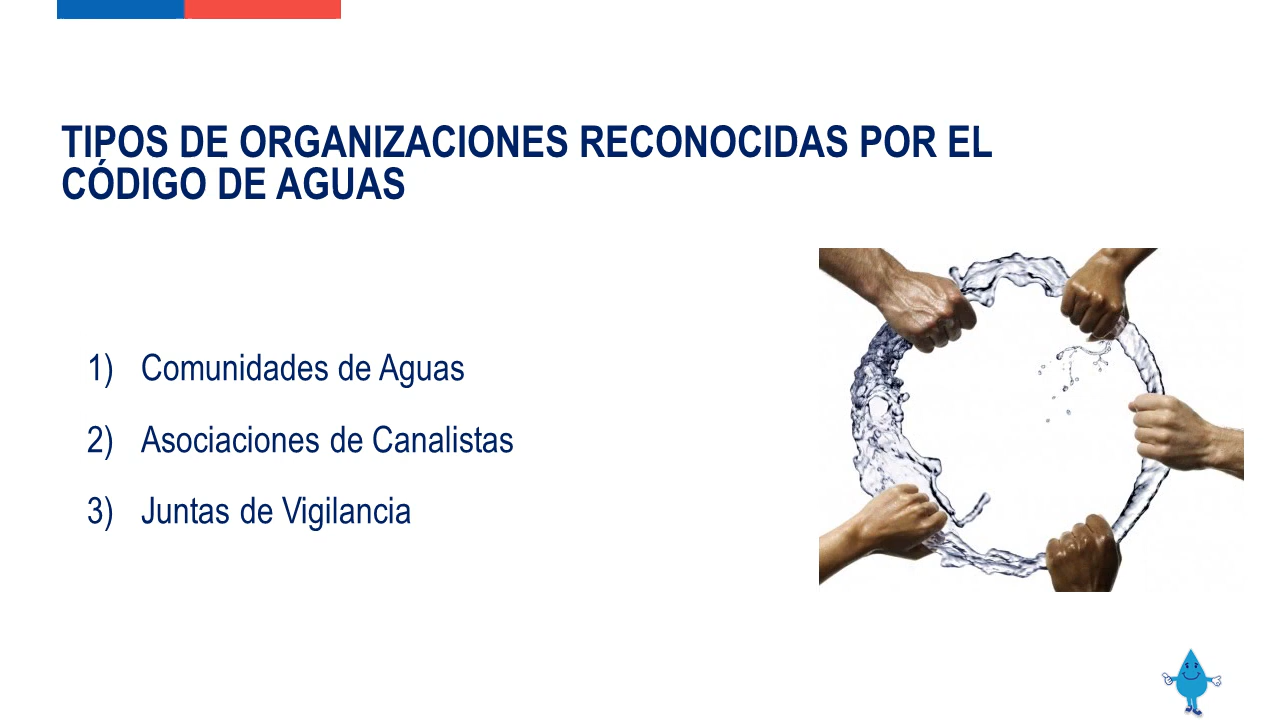 TIPOS DE ORGANIZACIONES RECONOCIDAS POR EL
CÓDIGO DE AGUAS
1) Comunidades de Aguas
2) Asociaciones de Canalistas
3) Juntas de Vigilancia